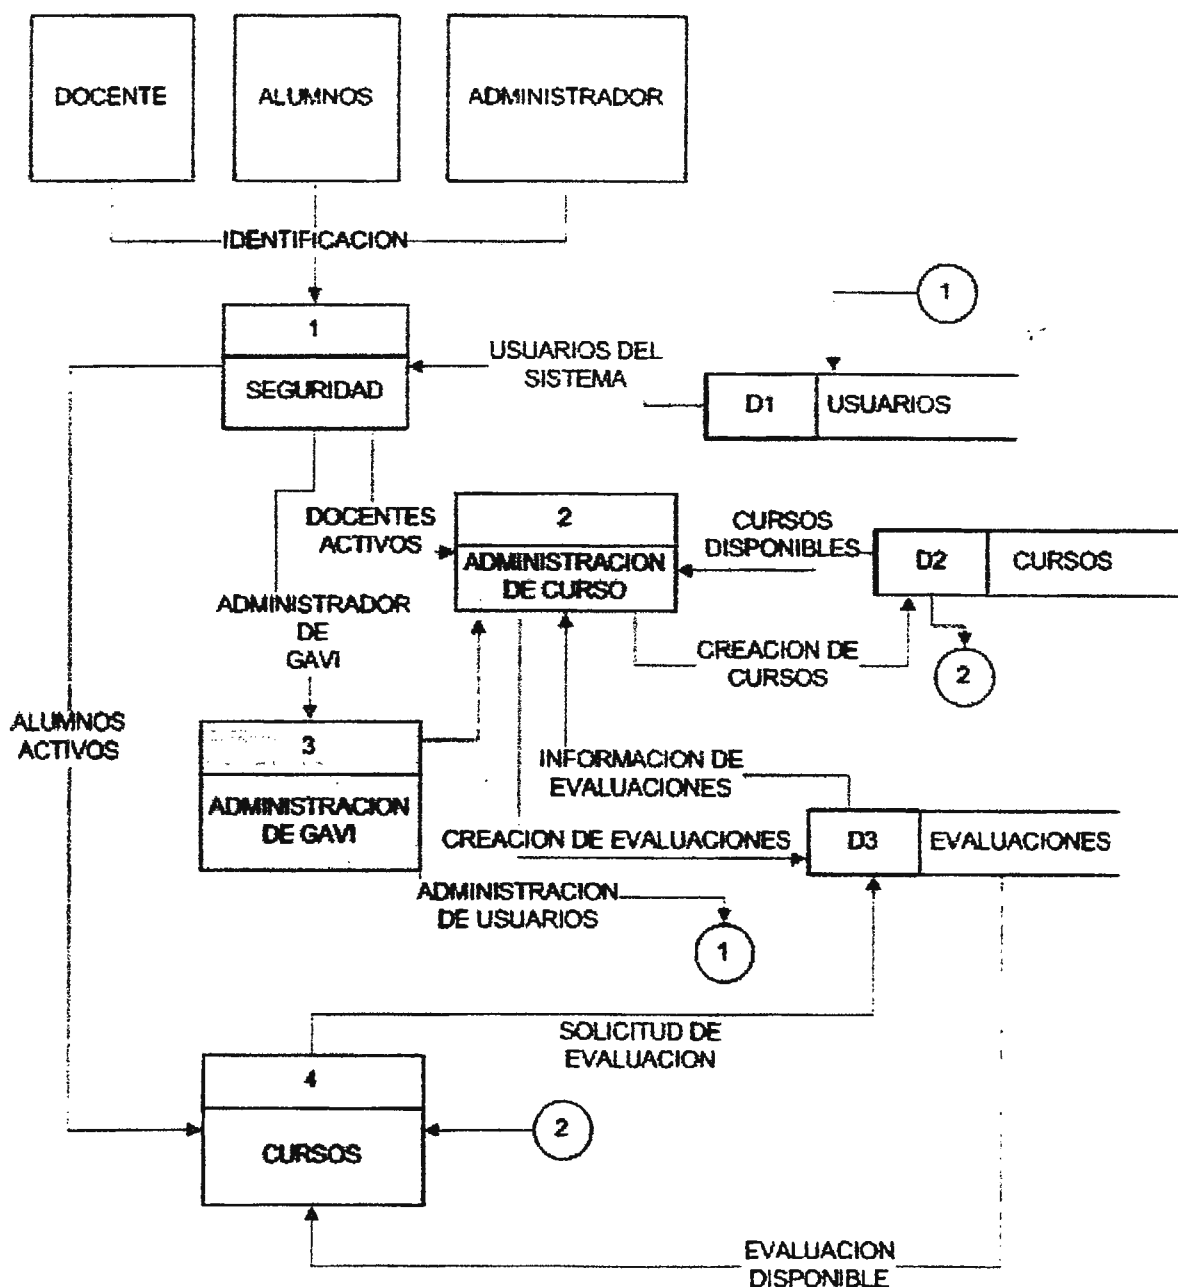 DOCENTE
ALUMNOS
ADMINISTRADOR
IDENTIFICACION
1
1
SEGURIDAD
USUARIOS DEL
SISTEMA
D1
USUARIOS
DOCENTES
ACTIVOS
2
ADMINISTRACION
DE CURSO
CURSOS
DISPONIBLES
D2
CURSOS
ADMINISTRADOR
DE
GAVI
CREACION DE
CURSOS
2
ALUMNOS
ACTIVOS
3
ADMINISTRACION
DE GAVI
INFORMACION DE
EVALUACIONES
CREACION DE EVALUACIONES
D3
EVALUACIONES
ADMINISTRACION
DE USUARIOS
1
SOLICITUD DE
EVALUACION
4
CURSOS
2
EVALUACION
DISPONIBLE